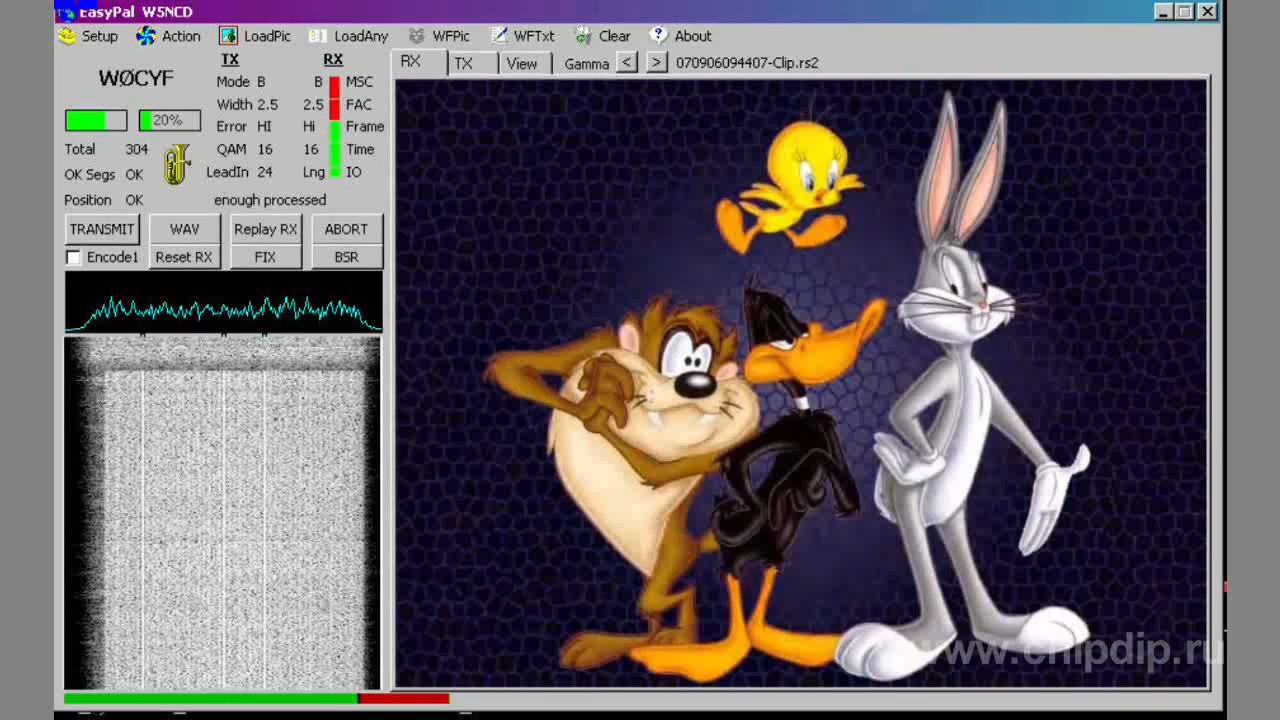 EasyPal W5NCD
Setup Action LoadPic LoadAny WFPic WFTxt Clear About
RX TX View Gamma < > 070906094407-Clip.rs2
WØCYF
TX RX
Mode B B MSC
Width 2.5 2.5 FAC
20%
Error HI Hi Frame
Total 304 QAM 16 16 Time
OK Segs OK LeadIn 24 Lng IO
Position OK enough processed
TRANSMIT WAV Replay RX ABORT
Encode1 Reset RX FIX BSR
www.chipdip.ru